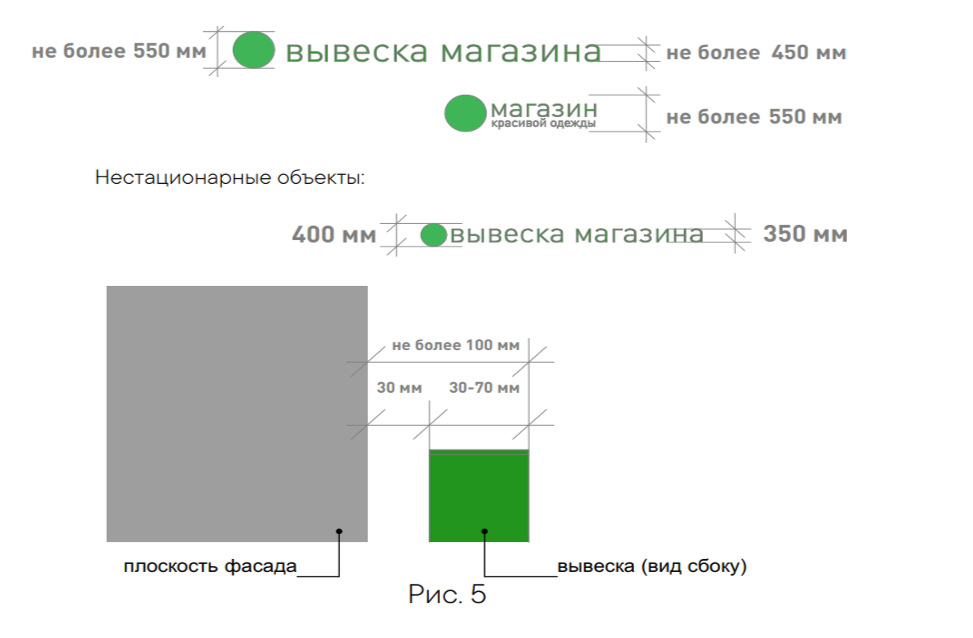 не более 550 мм вывеска магазина не более 450 мм
магазин
красивой одежды
не более 550 мм
Нестационарные объекты:
400 мм вывеска магазина 350 мм
не более 100 мм
30 мм 30-70 мм
плоскость фасада вывеска (вид сбоку)
Рис. 5